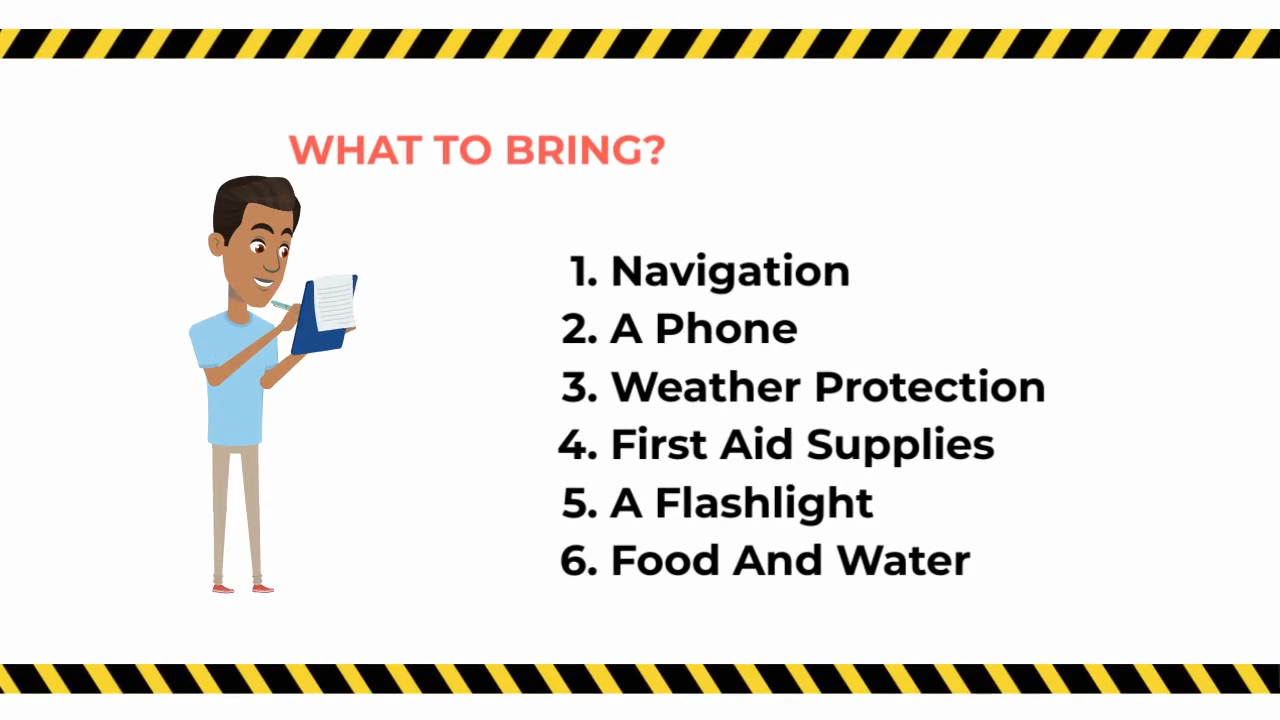 WHAT TO BRING?
1. Navigation
2. A Phone
3. Weather Protection
4. First Aid Supplies
5. A Flashlight
6. Food And Water